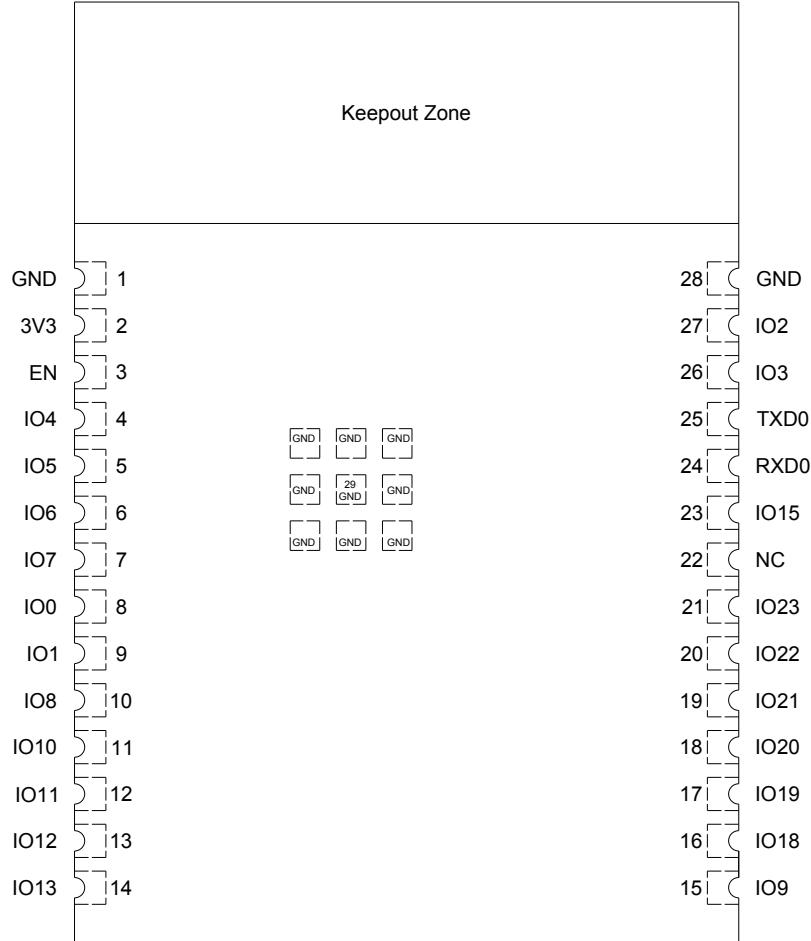 Keepout Zone
GND 1 28 GND
3V3 2 27 IO2
EN 3 26 IO3
IO4 4 25 TXD0
GND GND GND
IO5 5 24 RXD0
GND 29 GND GND
IO6 6 23 IO15
GND GND GND
IO7 7 22 NC
IO0 8 21 IO23
IO1 9 20 IO22
IO8 10 19 IO21
IO10 11 18 IO20
IO11 12 17 IO19
IO12 13 16 IO18
IO13 14 15 IO9